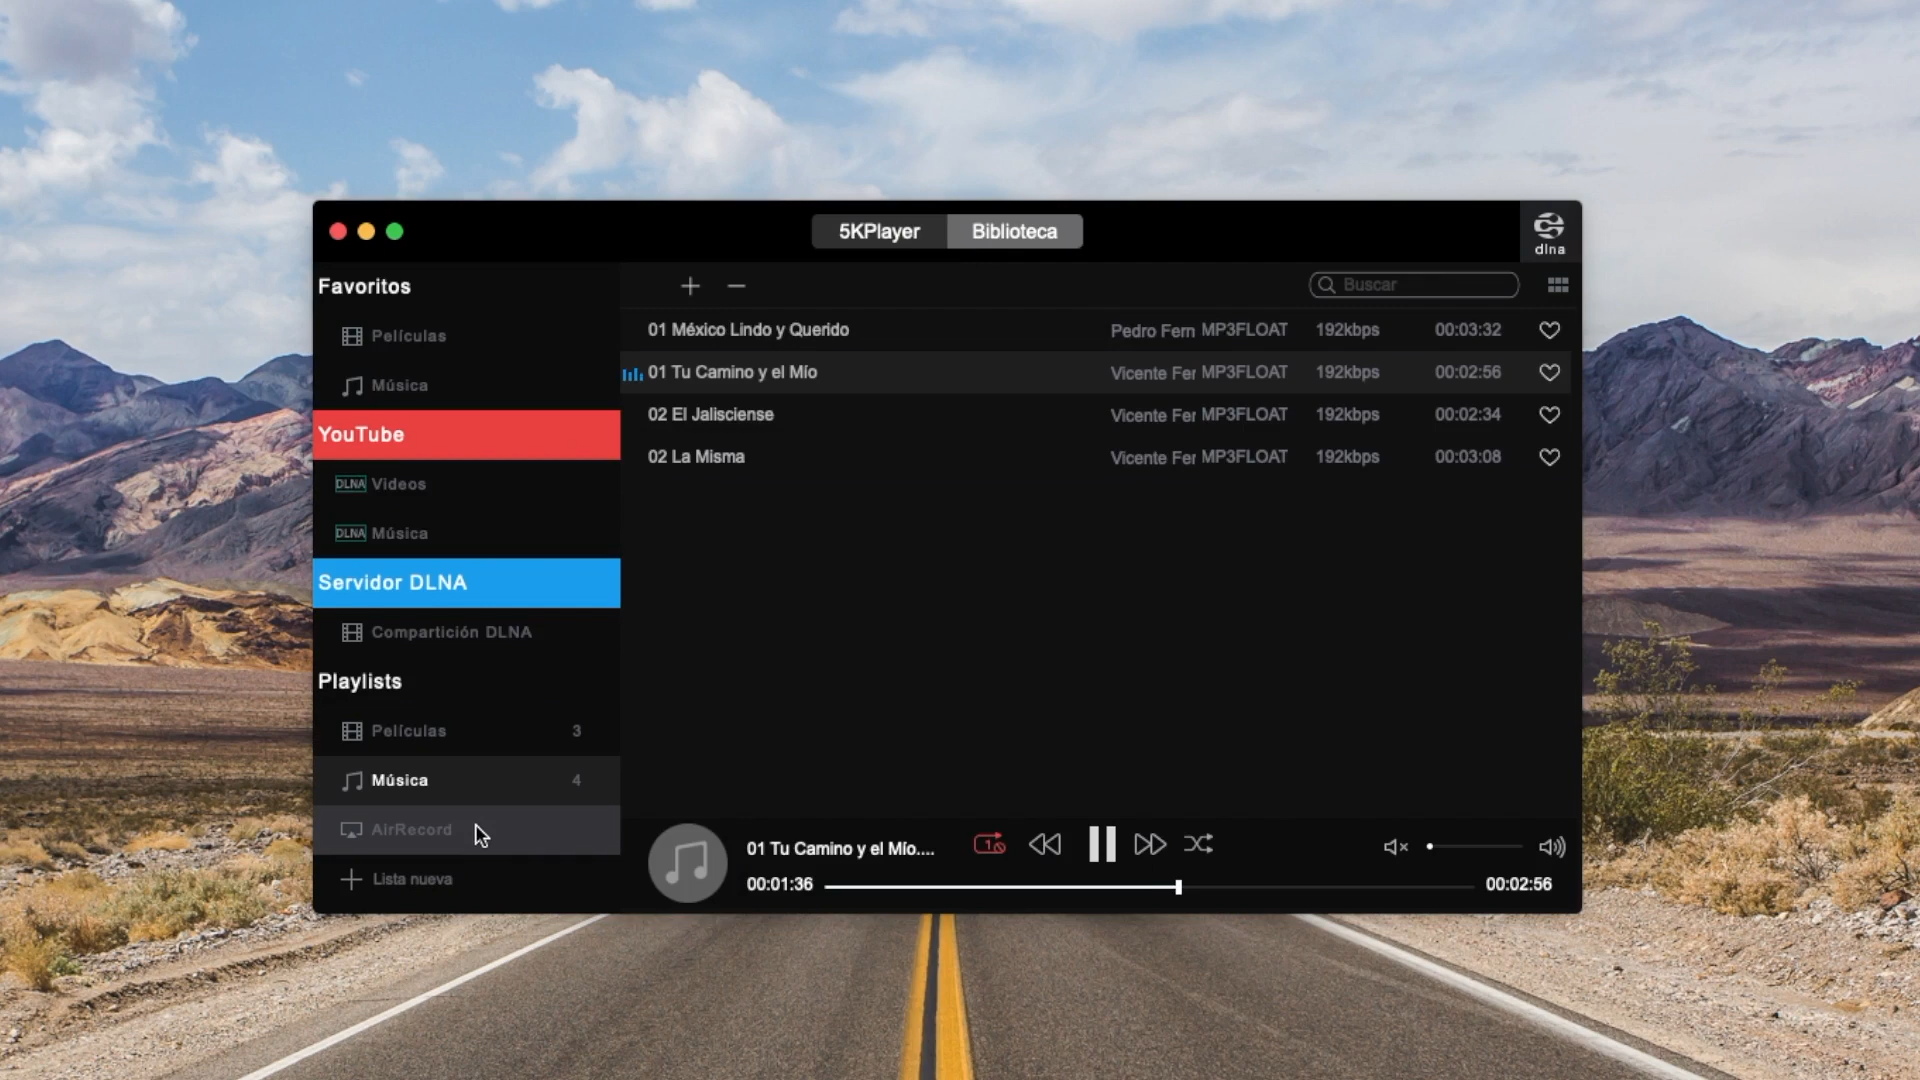 5KPlayer Biblioteca
dlna
Favoritos
Buscar
Películas
Música
YouTube
DLNA Videos
DLNA Música
Servidor DLNA
Compartición DLNA
Playlists
Películas 3
Música 4
AirRecord
Lista nueva
01 México Lindo y Querido Pedro Fern MP3FLOAT 192kbps 00:03:32
01 Tu Camino y el Mío Vicente Fer MP3FLOAT 192kbps 00:02:56
02 El Jalisciense Vicente Fer MP3FLOAT 192kbps 00:02:34
02 La Misma Vicente Fer MP3FLOAT 192kbps 00:03:08
01 Tu Camino y el Mío....
1
00:01:36 00:02:56